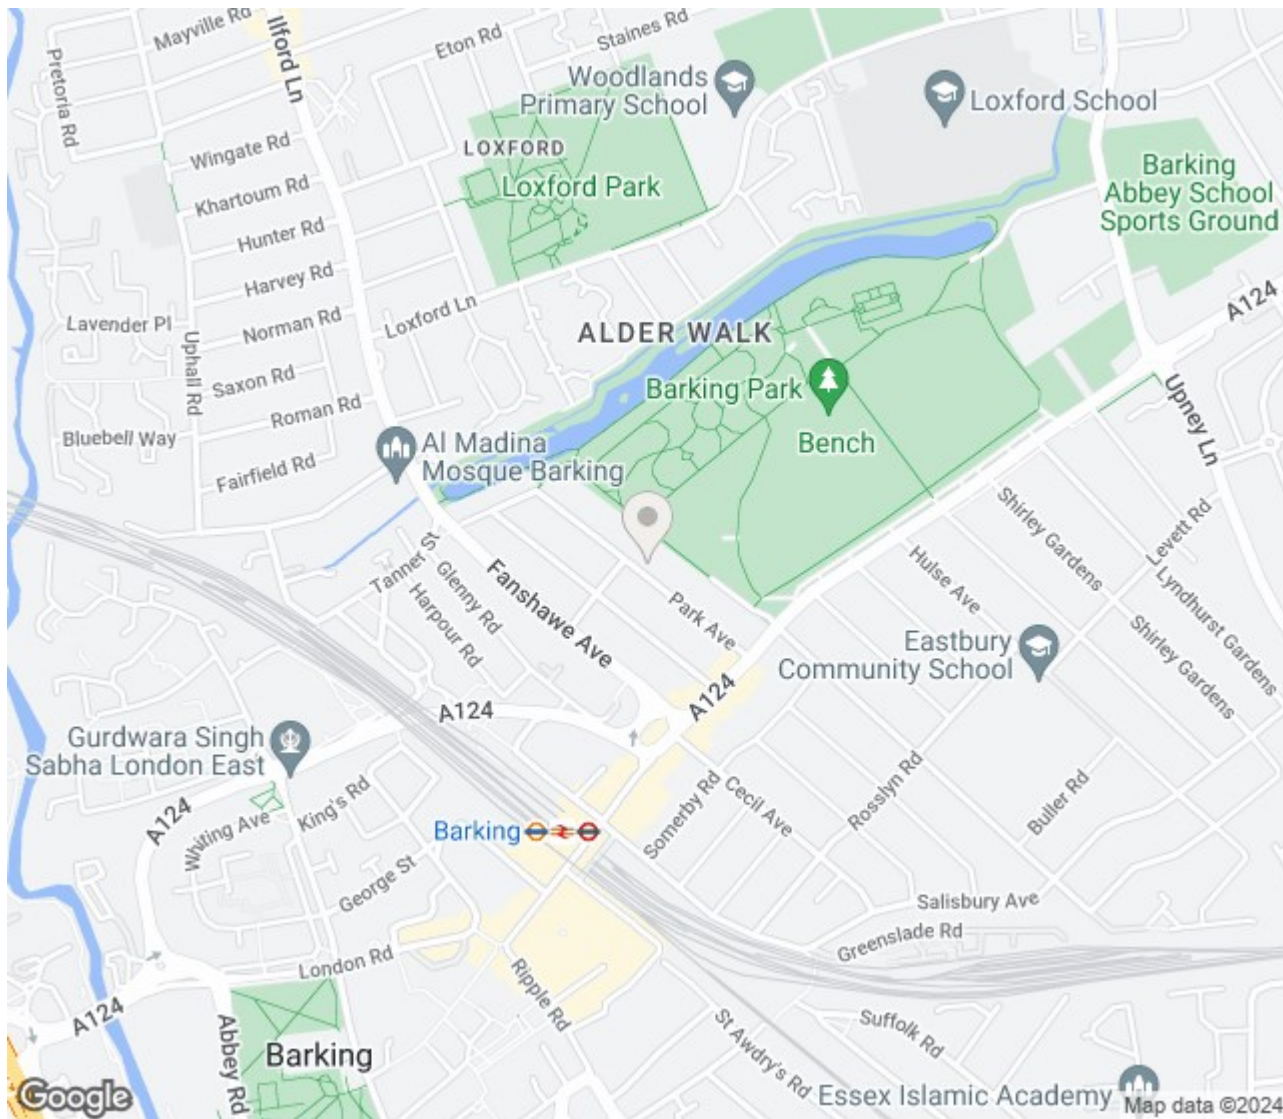 Mayville Rd
Ilford Ln
Eton Rd
Staines Rd
Pretoria Rd
Woodlands
Primary School
Loxford School
Wingate Rd
LOXFORD
Loxford Park
Barking
Abbey School
Sports Ground
Khartoum Rd
Hunter Rd
Harvey Rd
Lavender Pl
Norman Rd
Loxford Ln
ALDER WALK
A124
Uphall Rd
Saxon Rd
Barking Park
Bench
Roman Rd
Bluebell Way
Al Madina
Mosque Barking
Upney Ln
Fairfield Rd
Shirley Gardens
Levett Rd
Tanner St
Glenny Rd
Harpour Rd
Fanshawe Ave
Park Ave
Hulse Ave
Lyndhurst Gardens
Shirley Gardens
Eastbury
Community School
A124
A124
Gurdwara Singh
Sabha London East
A124
Whiting Ave
King's Rd
Barking
Somerby Rd
Cecil Ave
Rosslyn Rd
Buller Rd
George St
Salisbury Ave
Greenslade Rd
London Rd
Ripple Rd
A124
Abbey Rd
Barking
St Awdry's Rd
Suffolk Rd
Essex Islamic Academy
Google
Map data ©2024